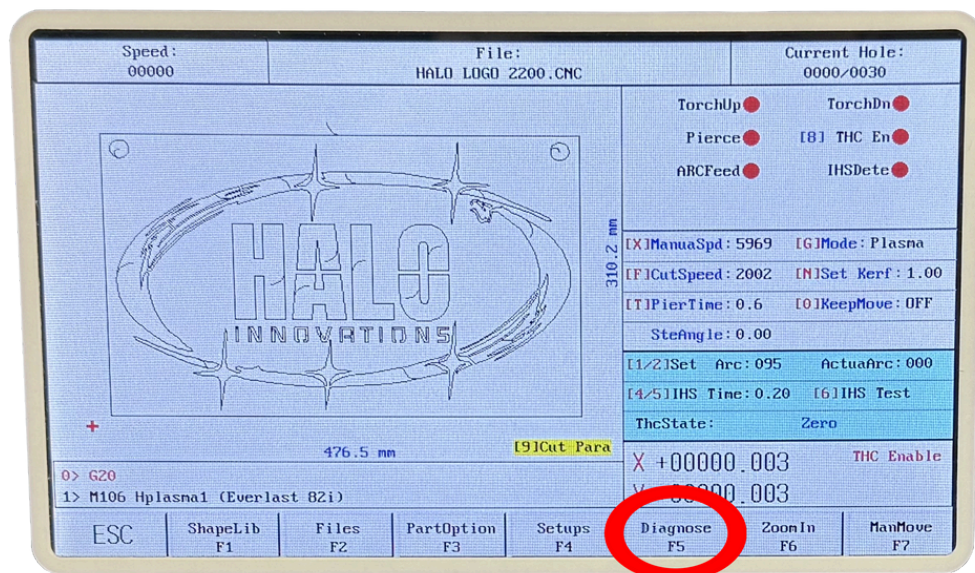 Speed:
00000
File:
HALO LOGO 2200.CNC
Current Hole:
0000/0030
TorchUp
TorchDn
Pierce
[8] THC En
ARCFeed
IHSDete
HALO
INNOVATIONS
310.2 mm
476.5 mm
[9]Cut Para
[X]ManuaSpd:5969
[G]Mode:Plasma
[F]CutSpeed:2002
[N]Set Kerf:1.00
[T]PierTime:0.6
[O]KeepMove:OFF
SteAngle:0.00
[1/2]Set Arc:095
ActuaArc:000
[4/5]IHS Time:0.20
[6]IHS Test
ThcState:
Zero
X +00000.003
THC Enable
0> G20
1> M106 Hplasma1 (Everlast 82i)
ESC
ShapeLib
F1
Files
F2
PartOption
F3
Setups
F4
Diagnose
F5
ZoomIn
F6
ManMove
F7